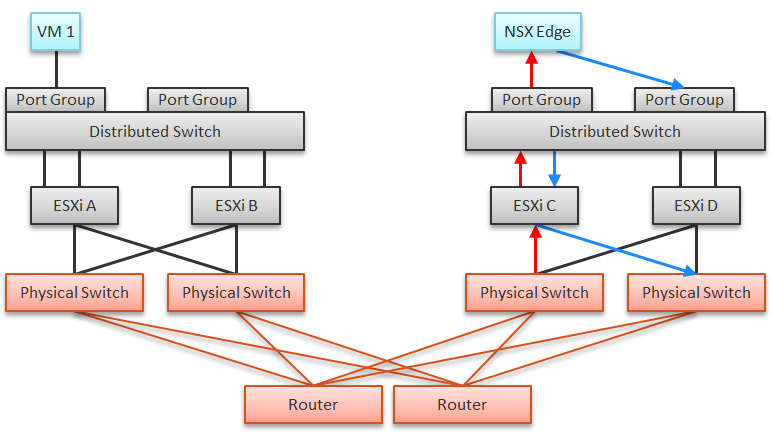 VM 1
NSX Edge
Port Group
Port Group
Port Group
Port Group
Distributed Switch
Distributed Switch
ESXi A
ESXi B
ESXi C
ESXi D
Physical Switch
Physical Switch
Physical Switch
Physical Switch
Router
Router